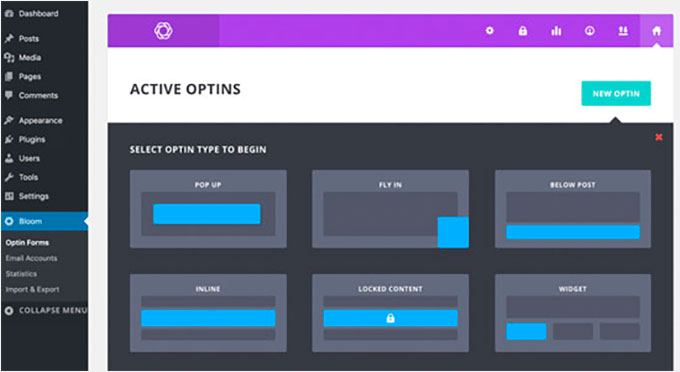 Dashboard
Posts
Media
Pages
Comments
Appearance
Plugins
Users
Tools
Settings
Bloom
Optin Forms
Email Accounts
Statistics
Import & Export
COLLAPSE MENU
ACTIVE OPTINS
NEW OPTIN
SELECT OPTIN TYPE TO BEGIN
POP UP
FLY IN
BELOW POST
INLINE
LOCKED CONTENT
WIDGET